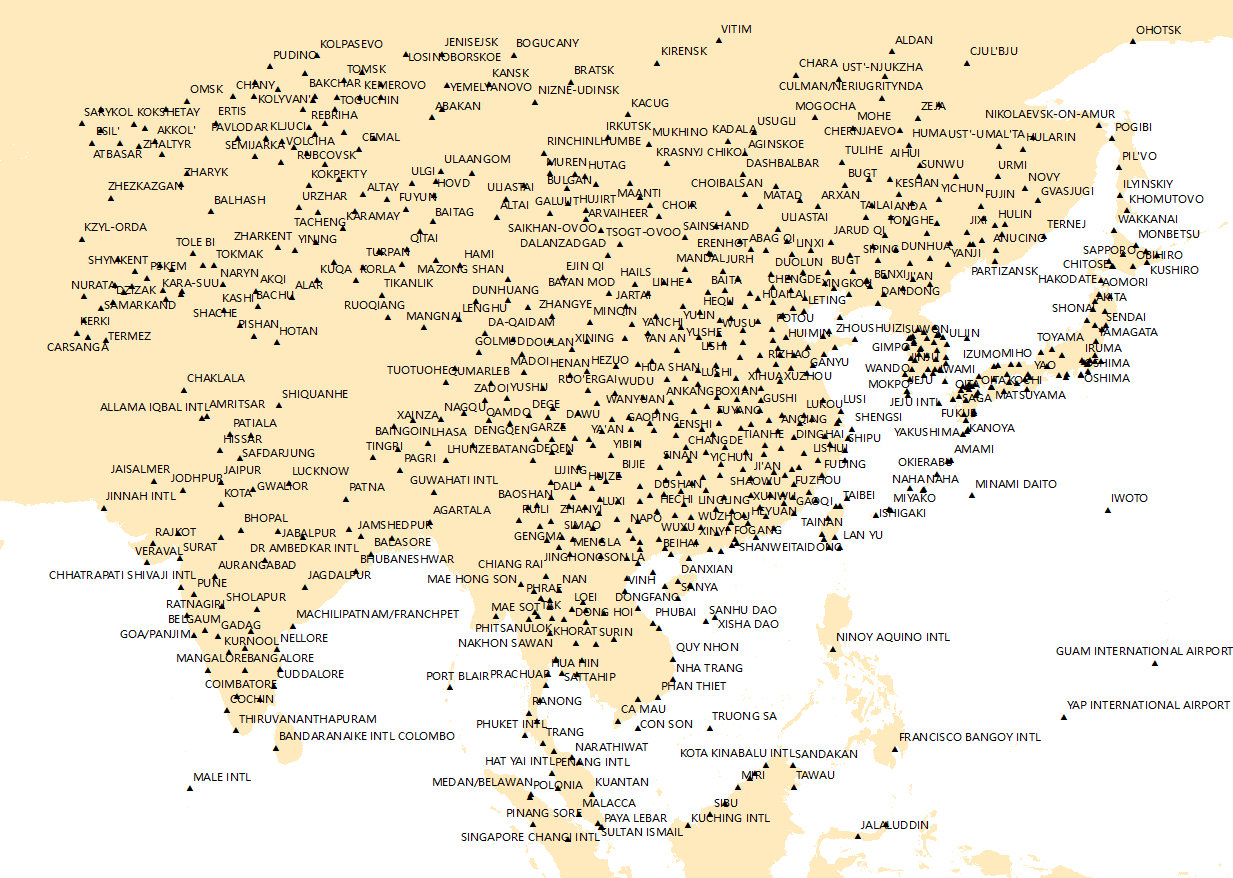 VITIM
OHOTSK
ALDAN
KOLPASEVO
JENISEJSK
BOGUCANY
KIRENSK
CJUL'BJU
PUDINO
LOSINOBORSKOE
CHARA
UST'-NJUKZHA
TOMSK
KANSK
BRATSK
OMSK
CHANY
BAKCHAR
KEMEROVO
YEMELYANOVO
NIZNE-UDINSK
CULMAN/NERIUGRITYNDA
KOLYVAN'
TOGUCHIN
ABAKAN
KACUG
MOGOCHA
ZEJA
SARYKOL
KOKSHETAY
ERTIS
REBRIHA
MOHE
NIKOLAEVSK-ON-AMUR
ESIL'
AKKOL'
PAVLODAR
KLJUCI
IRKUTSK
MUKHINO
KADALA
USUGLI
CHERNJAEVO
HUMA
UST'-UMAL'TA
HULARIN
POGIBI
ZHALTYR
SEMIJARKA
VOLCIHA
CEMAL
RINCHINLHUMBE
AGINSKOE
ATBASAR
RUBCOVSK
ULAANGOM
MUREN
HUTAG
KRASNYJ CHIKOJ
DASHBALBAR
TULIHE
AIHUI
SUNWU
URMI
PIL'VO
ZHARYK
KOKPEKTY
ULGI
HOVD
BULGAN
BUGT
KESHAN
NOVY
ZHEZKAZGAN
URZHAR
ALTAY
FUYUN
ULIASTAI
MAANTI
CHOIBALSAN
MATAD
ARXAN
YICHUN
FUJIN
GVASJUGI
ILYINSKIY
KHOMUTOVO
BALHASH
KARAMAY
BAITAG
ALTAI
GALUUT
HUJIRT
ARVAIHEER
CHOIR
TAILAI
ANDA
HULIN
WAKKANAI
KZYL-ORDA
TACHENG
SAIKHAN-OVOO
TSOGT-OVOO
SAINSHAND
ULIASTAI
TONGHE
JIXI
TERNEJ
MONBETSU
TOLE BI
ZHARKENT
YINING
QITAI
DALANZADGAD
ERENHOT
ABAG QI
LINXI
JARUD QI
SIPING
DUNHUA
YANJI
ANUCINO
SAPPORO
OBIHIRO
SHYMKENT
PSKEM
TOKMAK
TURPAN
HAMI
EJIN QI
MANDAL
JURH
DUOLUN
BUGT
PARTIZANSK
CHITOSE
KUSHIRO
NURATA
DZIZAK
KARA-SUU
NARYN
AKQI
KUQA
KORLA
TIKANLIK
MAZONG SHAN
BAYAN MOD
HAILS
LINHE
BAITA
CHENGDE
BENXI
JI'AN
HAKODATE
AOMORI
SAMARKAND
KASHI
BACHU
ALAR
RUOQIANG
DUNHUANG
LENGHU
ZHANGYE
JARTAI
HEQU
HUAILAI
LETING
YINGKOU
DANDONG
SHONAI
AKITA
KERKI
SHACHE
PISHAN
HOTAN
MANGNAI
DA-QAIDAM
MINQIN
YANCHI
YULIN
WUSU
POTOU
SENDAI
CARSANGA
TERMEZ
GOLMUD
DOULAN
XINING
YAN AN
YUSHE
HUIMIN
ZHOUSHUIZI
SUWON
ULJIN
TOYAMA
YAMAGATA
LISHI
GIMPO
IZUMO
MIHO
IRUMA
TUOTUOHE
QUMARLEB
MADOI
HENAN
HEZUO
HUA SHAN
LUSHI
RIZHAO
GANYU
WANDO
IWAMI
YAO
OSHIMA
CHAKLALA
SHIQUANHE
ZADOI
YUSHU
RUO'ERGAI
WUDU
XIHUA
XUZHOU
MOKPO
JEJU
OITA
KOCHI
OSHIMA
ALLAMA IQBAL INTL
AMRITSAR
XAINZA
NAGQU
QAMDO
DEGE
DAWU
WANYUAN
ANKANG
BOXIAN
GUSHI
LUKOU
LUSI
JEJU INTL
SAGA
MATSUYAMA
PATIALA
BAINGOIN
LHASA
DENGQEN
GARZE
YA'AN
GAOPING
ENSHI
FUYANG
ANQING
SHENGSI
FUKUE
HISSAR
SAFDARJUNG
TINGRI
PAGRI
LHUNZE
BATANG
DEQEN
YIBIN
CHANGDE
TIANHE
DINGHAI
SHIPU
YAKUSHIMA
KANOYA
JAISALMER
JODHPUR
JAIPUR
LUCKNOW
GUWAHATI INTL
LIJING
HUIZE
BIJIE
SINAN
YICHUN
JI'AN
LISHUI
FUDING
AMAMI
OKIERABU
JINNAH INTL
KOTA
GWALIOR
PATNA
BAOSHAN
DALI
DUSHAN
SHAOWU
FUZHOU
NAHA
NAHA
MINAMI DAITO
AGARTALA
RUILI
ZHANYI
LUXI
HECHI
LINGLING
XUNWU
GAOQI
TAIBEI
MIYAKO
ISHIGAKI
IWOTO
RAJKOT
BHOPAL
JABALPUR
JAMSHEDPUR
GENGMA
SIMAO
NAPO
WUXU
WUZHOU
XINYI
FOGANG
HEYUAN
TAINAN
LAN YU
VERAVAL
SURAT
DR AMBEDKAR INTL
BALASORE
MENGLA
BEIHAI
SHANWEI
TAIDONG
CHHATRAPATI SHIVAJI INTL
AURANGABAD
BHUBANESHWAR
CHIANG RAI
JINGHONG
SON LA
DANXIAN
PUNE
JAGDALPUR
MAE HONG SON
NAN
VINH
SANYA
RATNAGIRI
SHOLAPUR
MACHILIPATNAM/FRANCHPET
PHRAE
LOEI
DONGFANG
BELGAUM
GADAG
MAE SOT
TAK
DONG HOI
PHUBAI
SANHU DAO
XISHA DAO
GOA/PANJIM
KURNOOL
NELLORE
PHITSANULOK
KHORAT
SURIN
NINOY AQUINO INTL
MANGALORE
BANGALORE
NAKHON SAWAN
QUY NHON
GUAM INTERNATIONAL AIRPORT
COIMBATORE
CUDDALORE
PORT BLAIR
PRACHUAP
HUA HIN
SATTAHIP
NHA TRANG
PHAN THIET
COCHIN
RANONG
CA MAU
YAP INTERNATIONAL AIRPORT
THIRUVANANTHAPURAM
PHUKET INTL
TRANG
CON SON
TRUONG SA
BANDARANAIKE INTL COLOMBO
NARATHIWAT
FRANCISCO BANGOY INTL
MALE INTL
HAT YAI INTL
PENANG INTL
KOTA KINABALU INTL
SANDAKAN
MEDAN/BELAWAN
POLONIA
KUANTAN
MIRI
TAWAU
PINANG SORE
MALACCA
SIBU
PAYA LEBAR
KUCHING INTL
SINGAPORE CHANGI INTL
SULTAN ISMAIL
JALALUDDIN